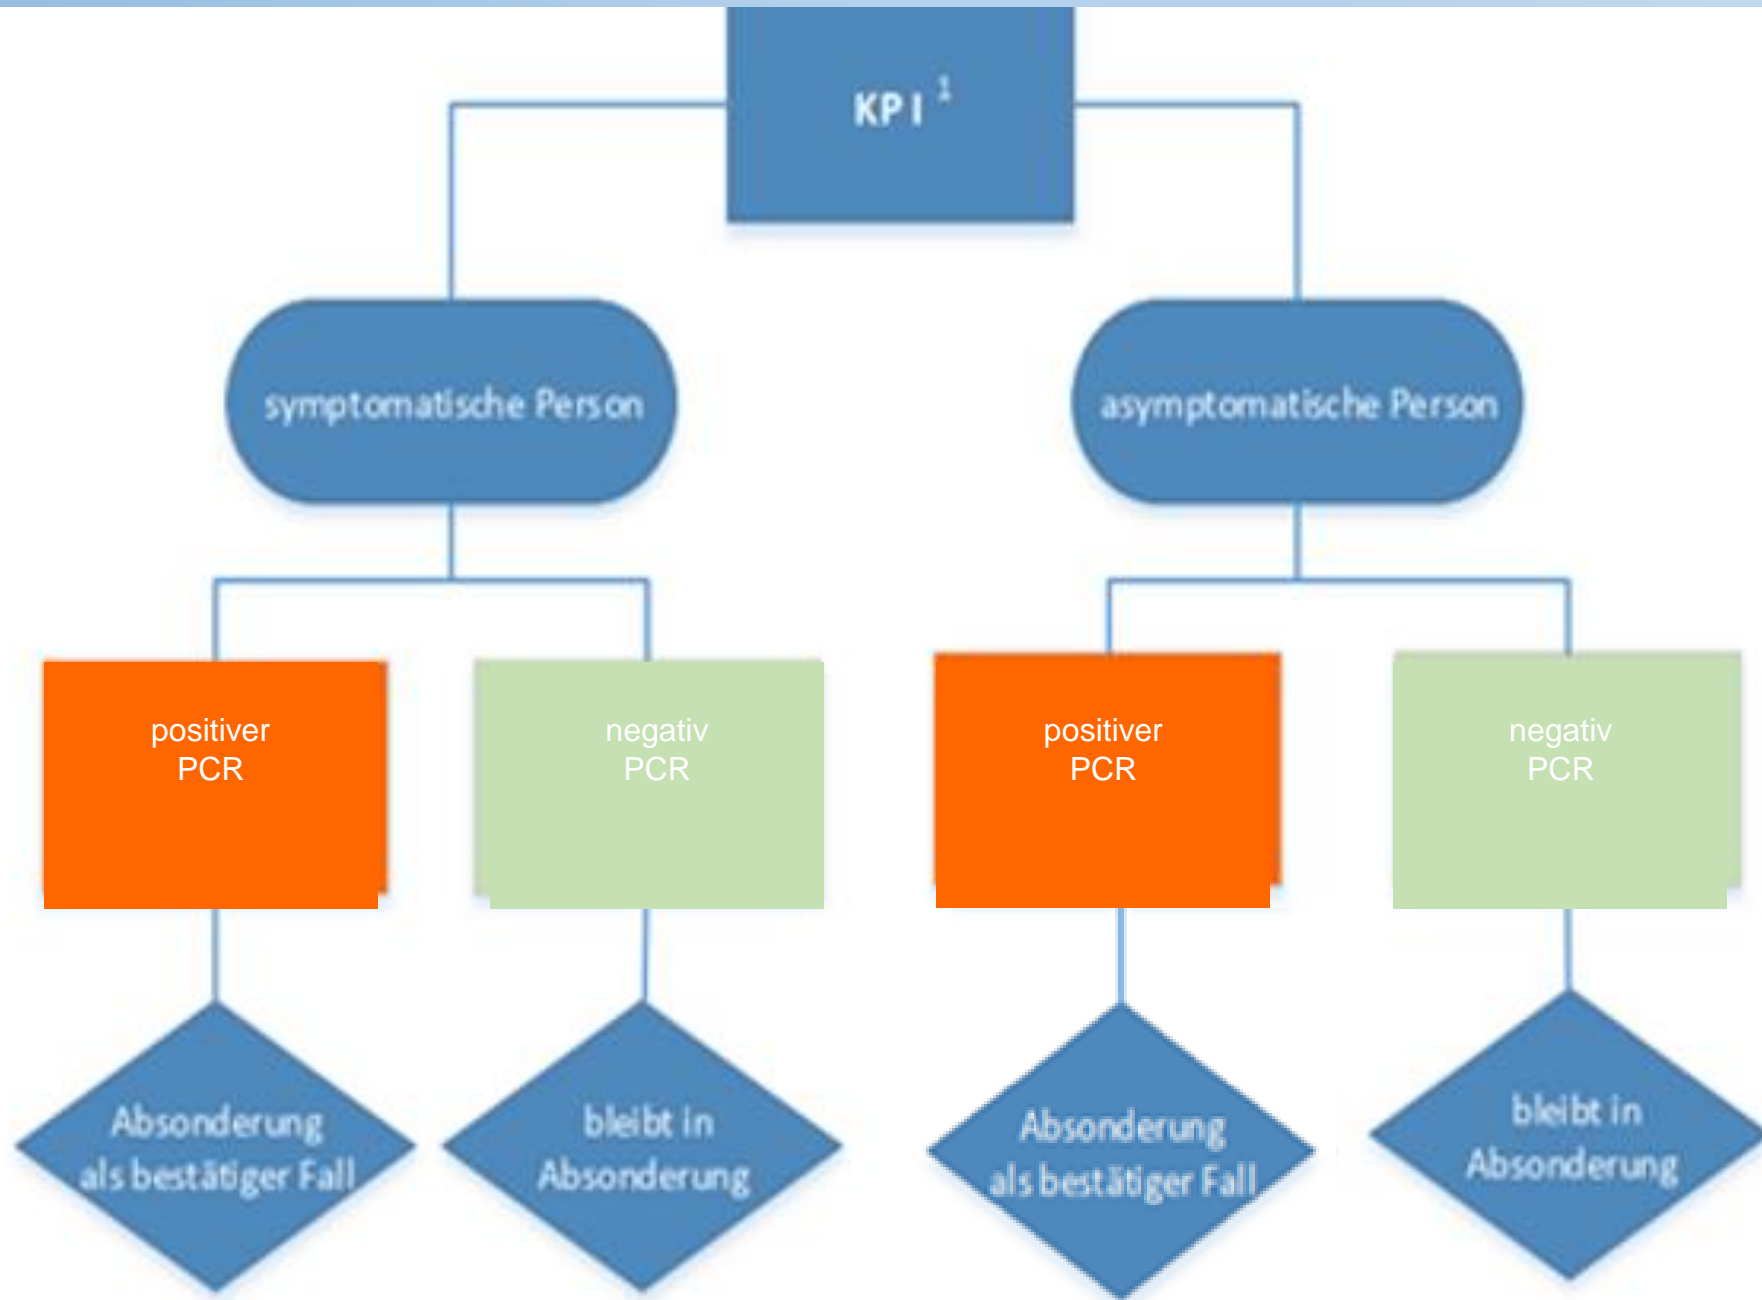 KP I ¹
symptomatische Person
asymptomatische Person
positiver
PCR
negativ
PCR
positiver
PCR
negativ
PCR
Absonderung
als bestätiger Fall
bleibt in
Absonderung
Absonderung
als bestätiger Fall
bleibt in
Absonderung